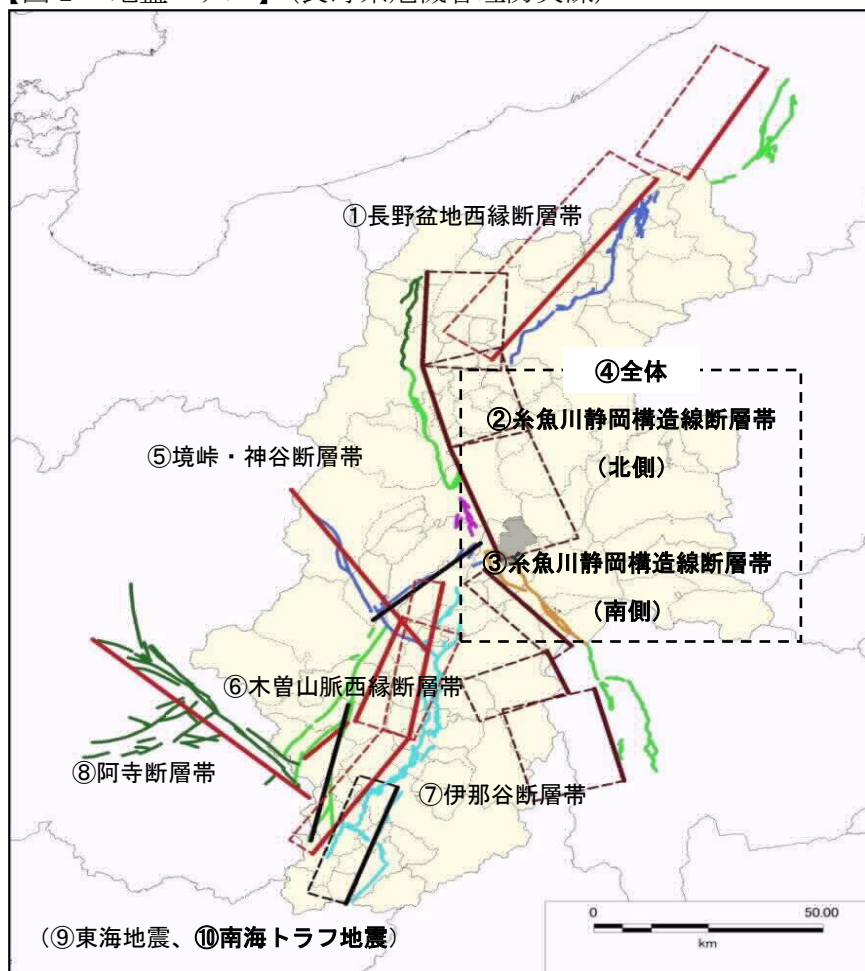 ①長野盆地西縁断層帯
④全体
②糸魚川静岡構造線断層帯
（北側）
⑤境峠・神谷断層帯
③糸魚川静岡構造線断層帯
（南側）
⑥木曽山脈西縁断層帯
⑧阿寺断層帯
⑦伊那谷断層帯
（⑨東海地震、⑩南海トラフ地震）
0 50.00
km